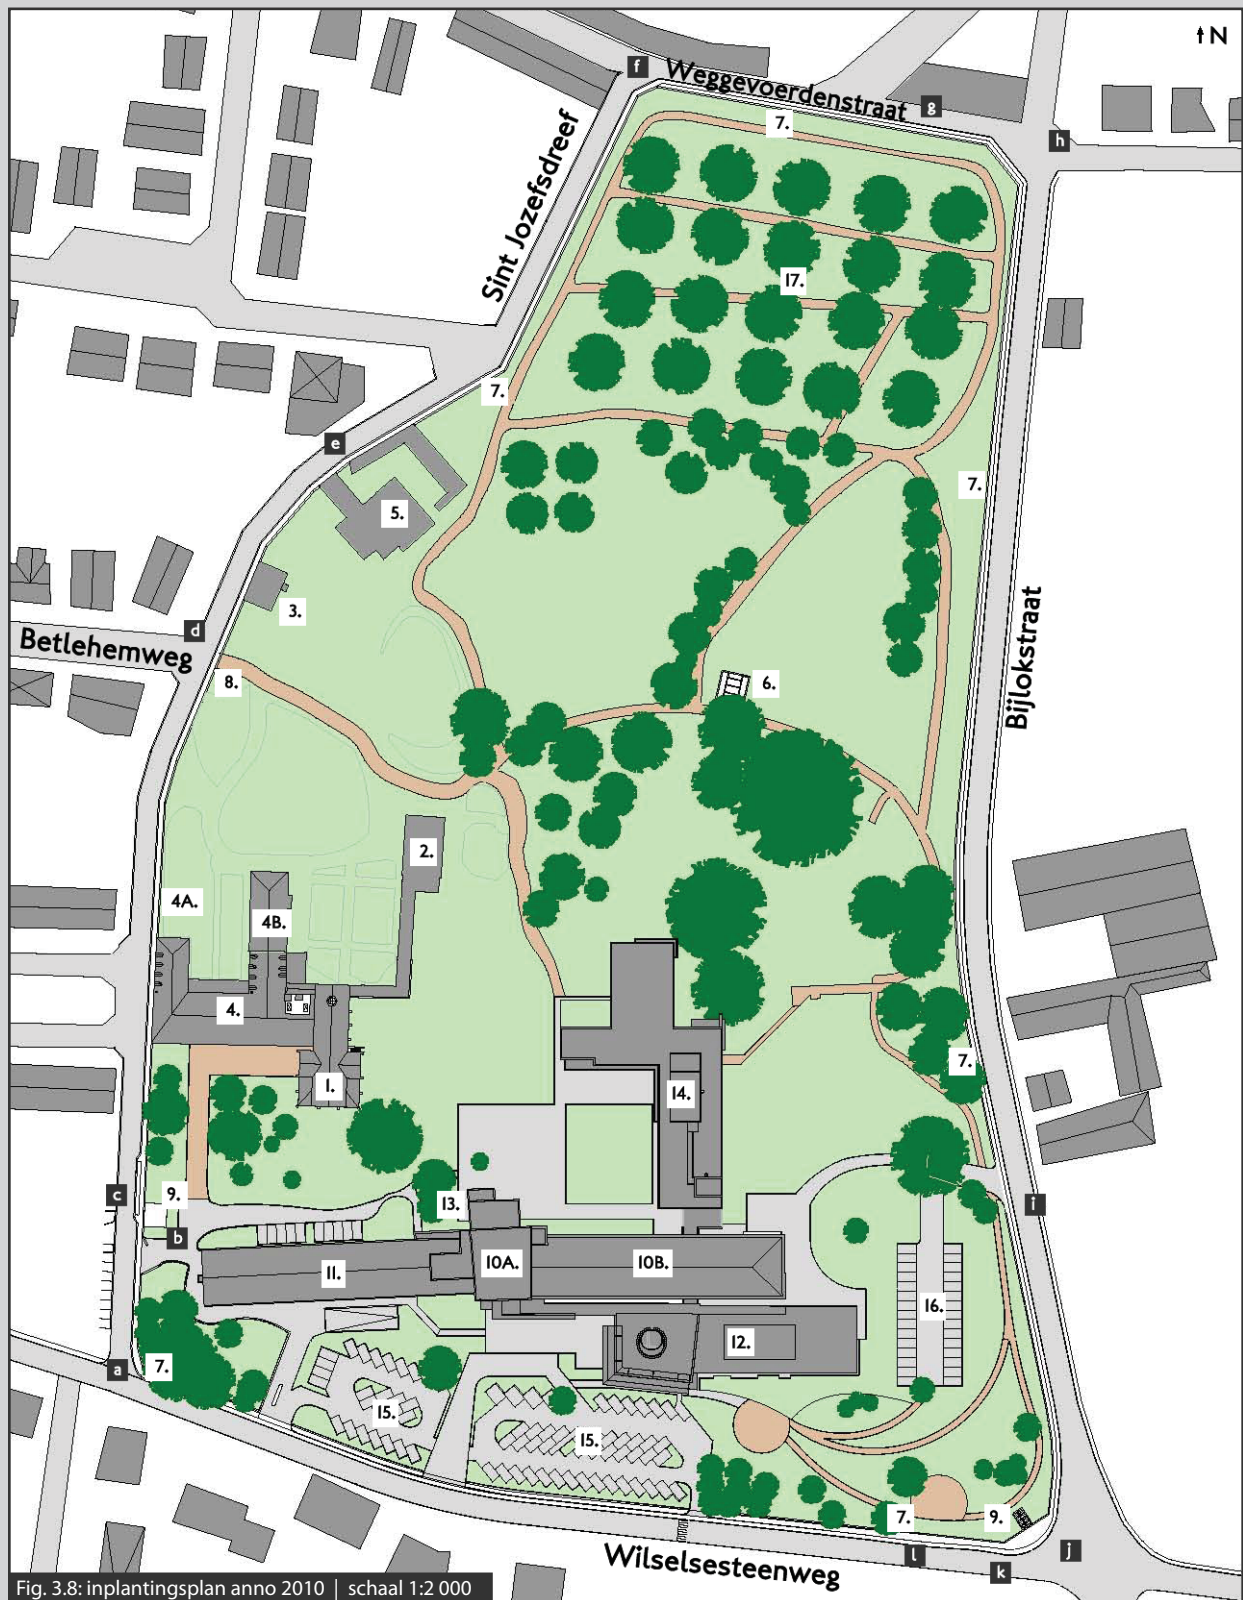 N
f
Weggevoerdenstraat
g
7.
h
Sint Jozefsdreef
17.
7.
e
7.
5.
3.
d
Betlehemweg
8.
6.
Bijlokstraat
2.
4A.
4B.
4.
1.
14.
7.
c
9.
13.
i
b
11.
10A.
10B.
16.
12.
a
7.
15.
15.
7.
9.
l
k
j
Wilselsesteenweg
Fig. 3.8: inplantingsplan anno 2010 | schaal 1:2 000